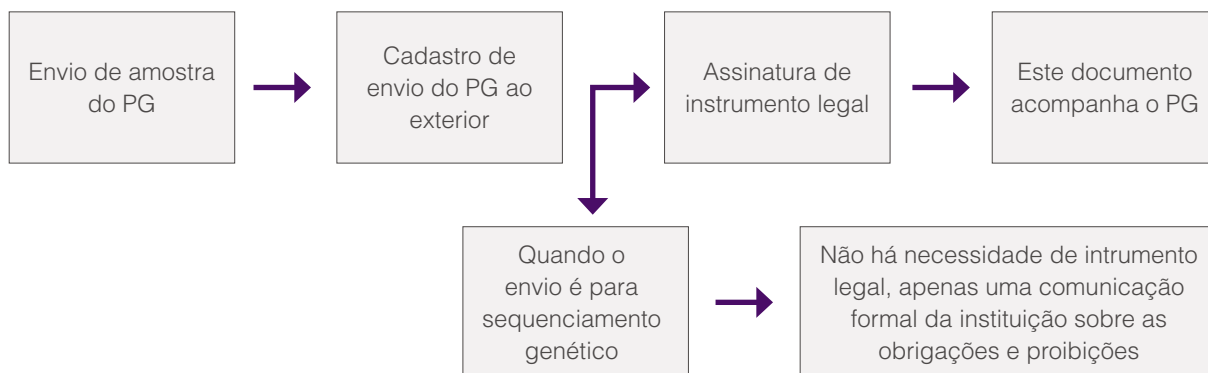 Envio de amostra
do PG
Cadastro de
envio do PG ao
exterior
Assinatura de
instrumento legal
Este documento
acompanha o PG
Quando o
envio é para
sequenciamento
genético
Não há necessidade de intrumento
legal, apenas uma comunicação
formal da instituição sobre as
obrigações e proibições